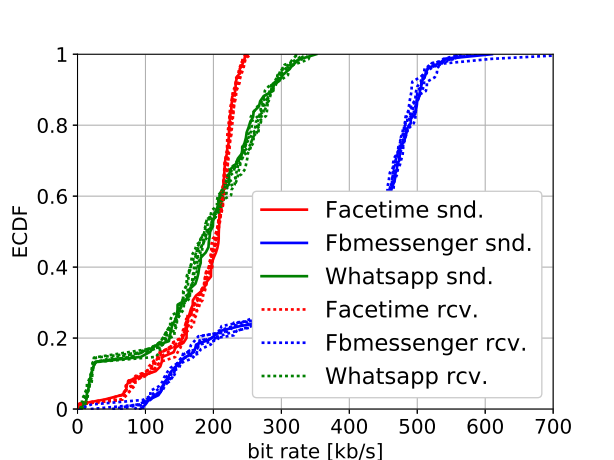 1
0.8
0.6
0.4
0.2
0
ECDF
Facetime snd.
Fbmessenger snd.
Whatsapp snd.
Facetime rcv.
Fbmessenger rcv.
Whatsapp rcv.
0 100 200 300 400 500 600 700
bit rate [kb/s]